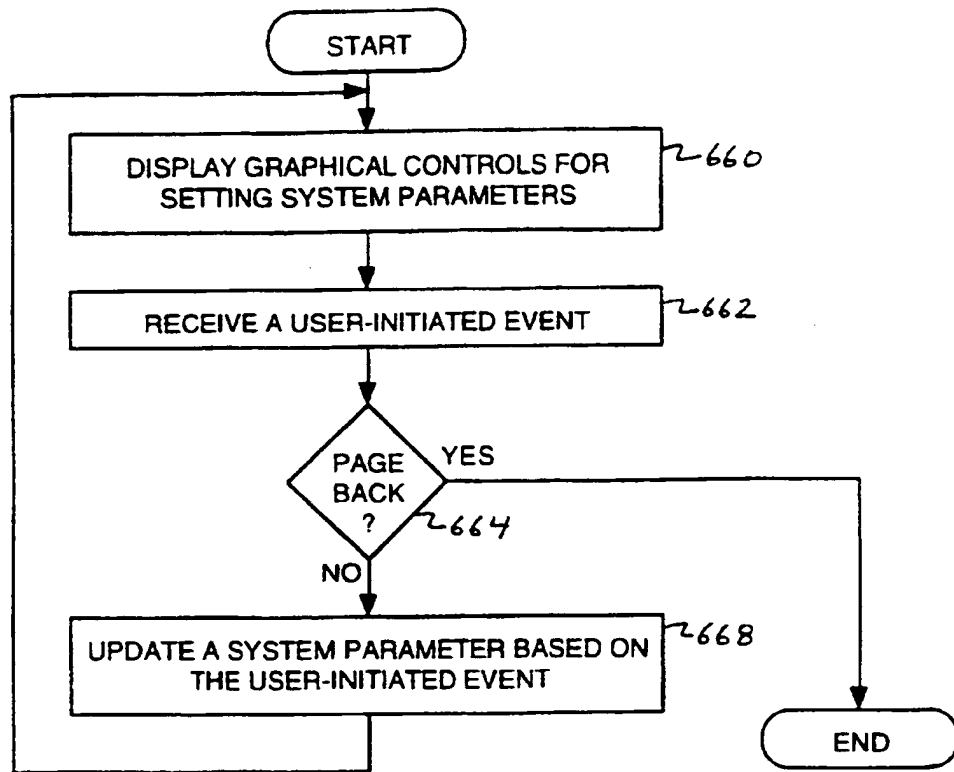 START
DISPLAY GRAPHICAL CONTROLS FOR
SETTING SYSTEM PARAMETERS
660
RECEIVE A USER-INITIATED EVENT
662
PAGE
BACK
?
YES
664
NO
UPDATE A SYSTEM PARAMETER BASED ON
THE USER-INITIATED EVENT
668
END